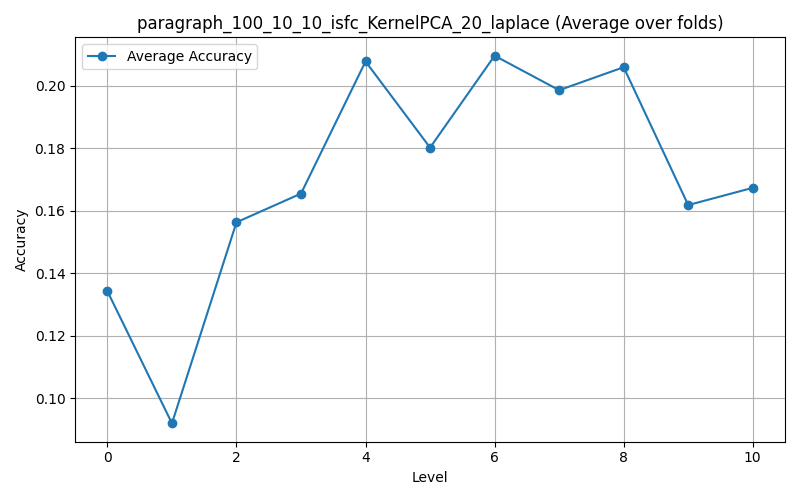 paragraph_100_10_10_isfc_KernelPCA_20_laplace (Average over folds)
Average Accuracy
0.20
0.18
0.16
0.14
0.12
0.10
Accuracy
0 2 4 6 8 10
Level